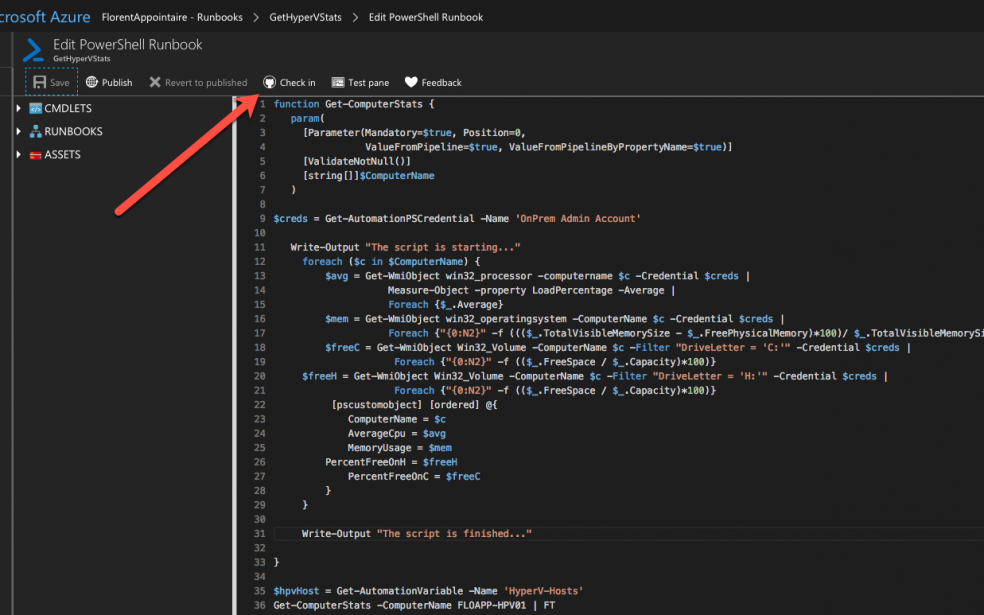 crosoft Azure FlorentAppointaire - Runbooks > GetHyperVStats > Edit PowerShell Runbook
Edit PowerShell Runbook
GetHyperVStats
Save Publish Revert to published Check in Test pane Feedback
CMDLETS
RUNBOOKS
ASSETS
1 function Get-ComputerStats {
2 param(
3 [Parameter(Mandatory=$true, Position=0,
4 ValueFromPipeline=$true, ValueFromPipelineByPropertyName=$true)]
5 [ValidateNotNull()]
6 [string[]]$ComputerName
7 )
8
9 $creds = Get-AutomationPSCredential -Name 'OnPrem Admin Account'
10
11 Write-Output "The script is starting..."
12 foreach ($c in $ComputerName) {
13 $avg = Get-WmiObject win32_processor -computername $c -Credential $creds |
14 Measure-Object -property LoadPercentage -Average |
15 Foreach {$_.Average}
16 $mem = Get-WmiObject win32_operatingsystem -ComputerName $c -Credential $creds |
17 Foreach {"{0:N2}" -f ((($_.TotalVisibleMemorySize - $_.FreePhysicalMemory)*100)/ $_.TotalVisibleMemorySi
18 $freeC = Get-WmiObject Win32_Volume -ComputerName $c -Filter "DriveLetter = 'C:'" -Credential $creds |
19 Foreach {"{0:N2}" -f (($_.FreeSpace / $_.Capacity)*100)}
20 $freeH = Get-WmiObject Win32_Volume -ComputerName $c -Filter "DriveLetter = 'H:'" -Credential $creds |
21 Foreach {"{0:N2}" -f (($_.FreeSpace / $_.Capacity)*100)}
22 [pscustomobject] [ordered] @{
23 ComputerName = $c
24 AverageCpu = $avg
25 MemoryUsage = $mem
26 PercentFreeOnH = $freeH
27 PercentFreeOnC = $freeC
28 }
29 }
30
31 Write-Output "The script is finished..."
32
33 }
34
35 $hpvHost = Get-AutomationVariable -Name 'HyperV-Hosts'
36 Get-ComputerStats -ComputerName FLOAPP-HPV01 | FT